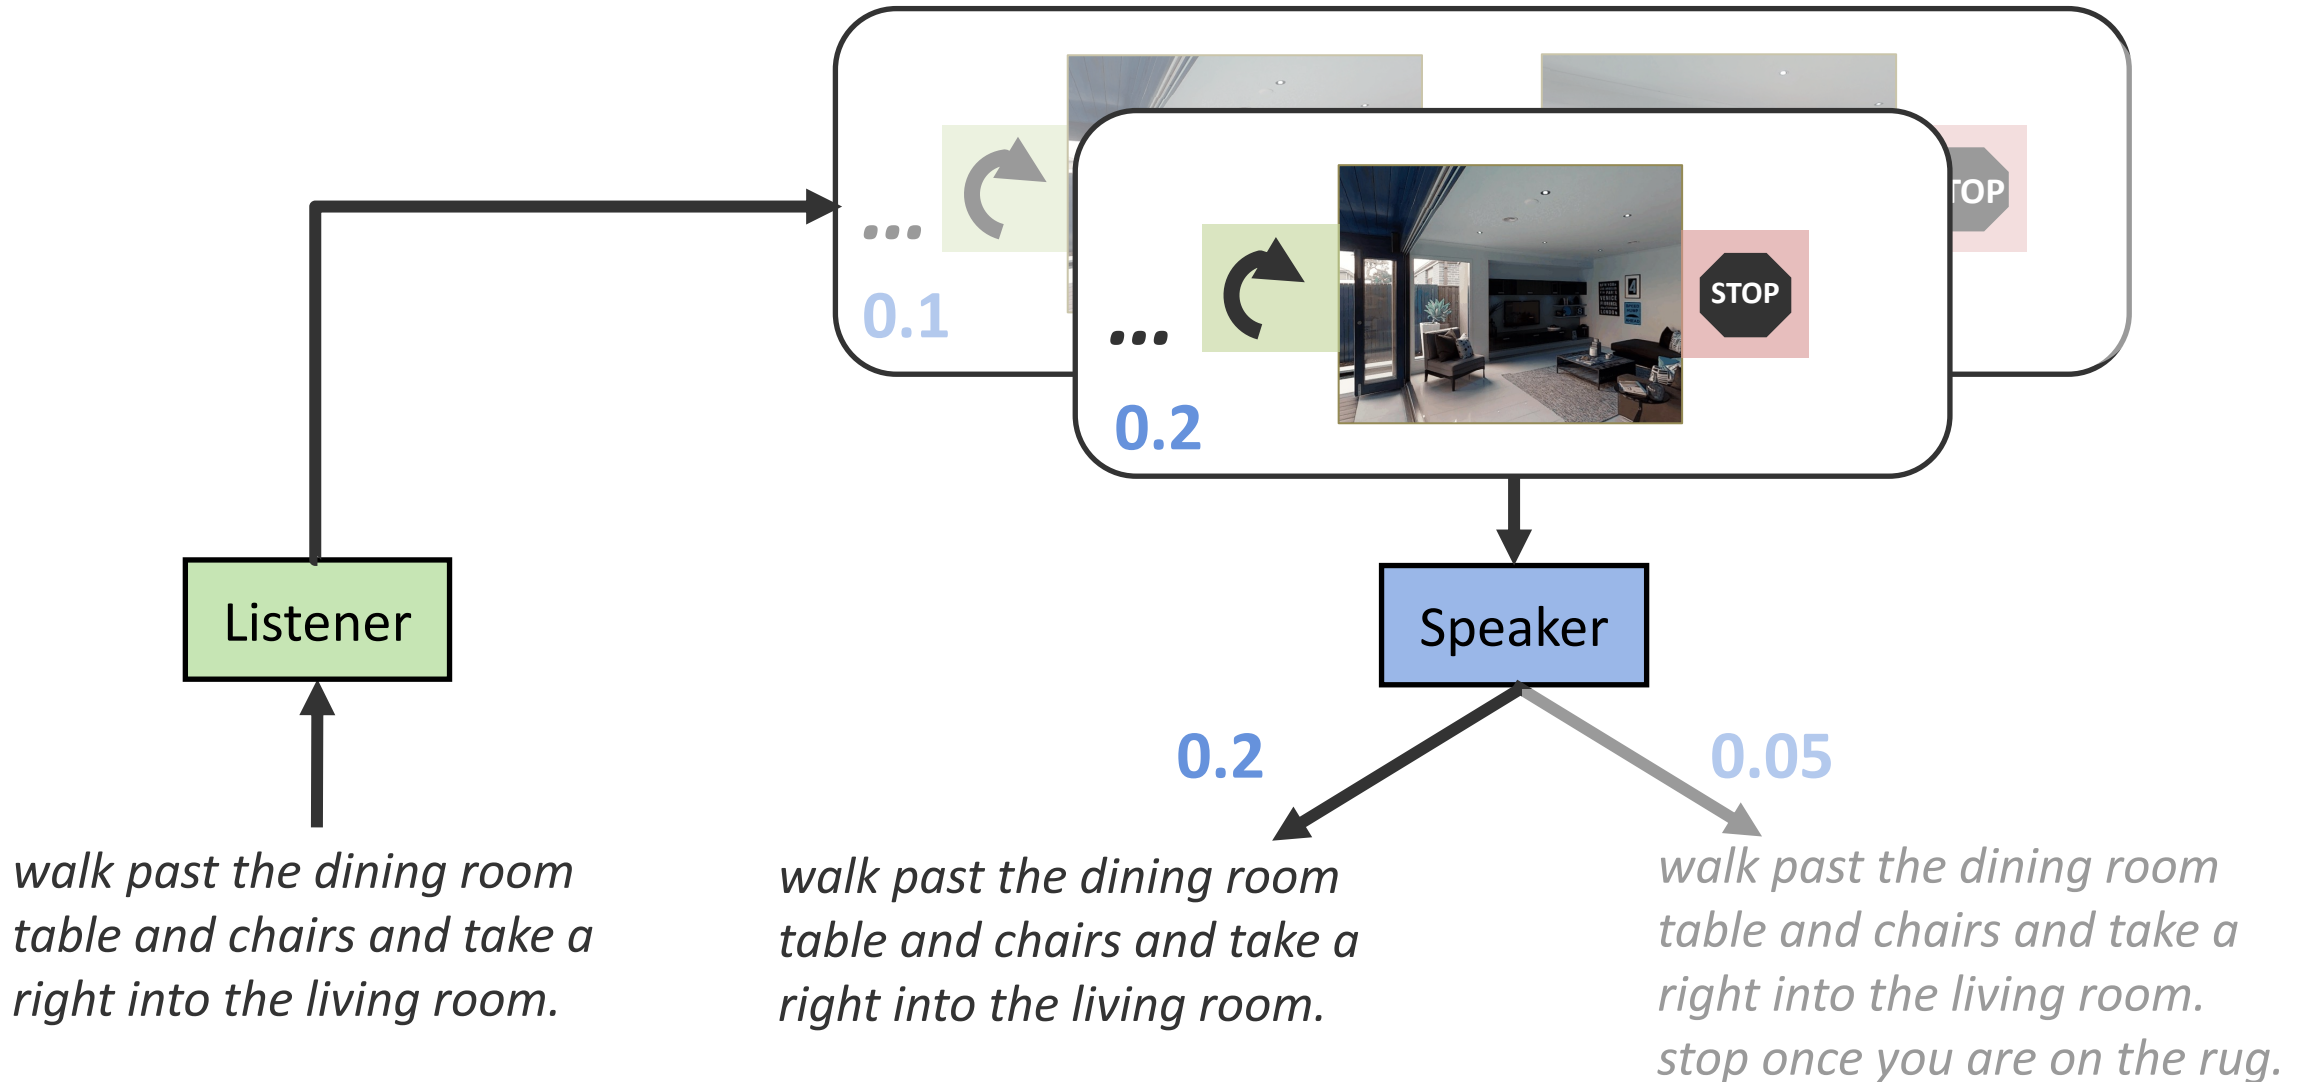 TOP
...
0.1
STOP
...
0.2
Listener
Speaker
0.2
0.05
walk past the dining room
table and chairs and take a
right into the living room.
walk past the dining room
table and chairs and take a
right into the living room.
walk past the dining room
table and chairs and take a
right into the living room.
stop once you are on the rug.